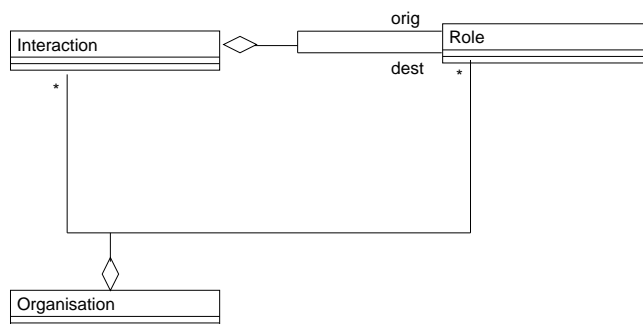 orig
Interaction
Role
dest
*
*
Organisation